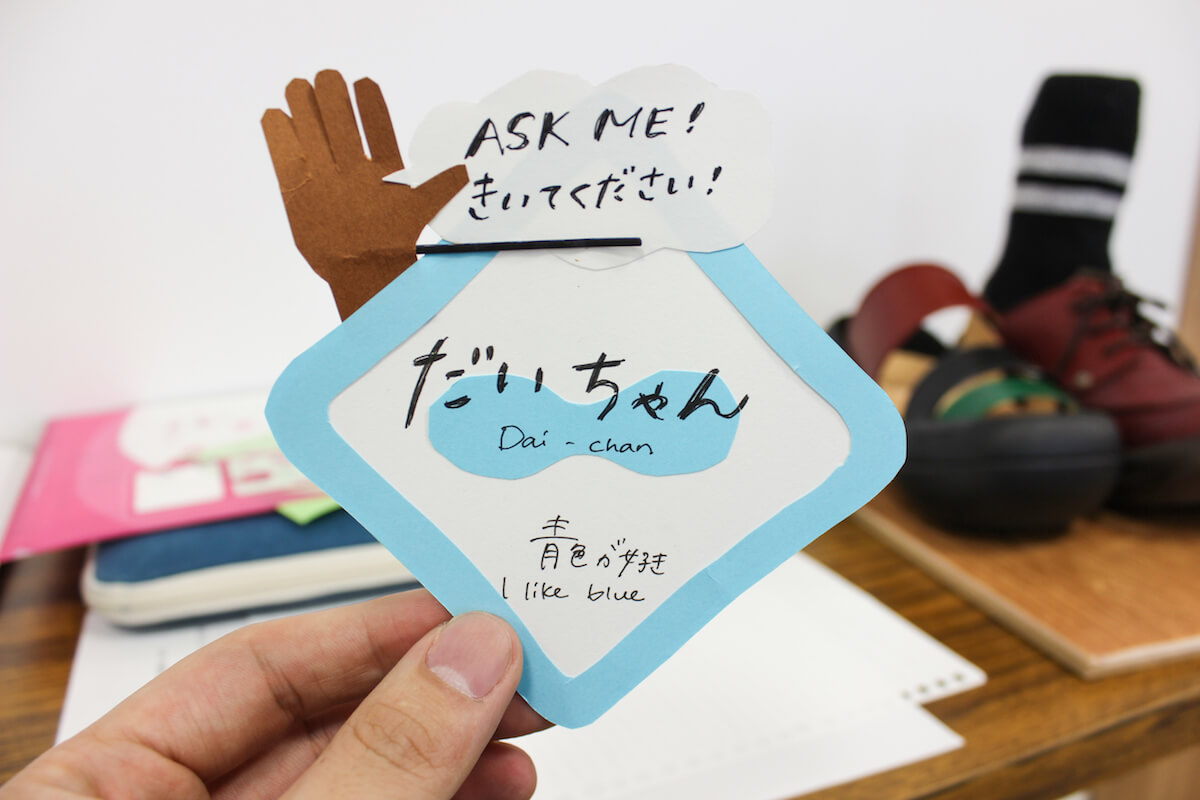 ASK ME!
きいてください!
だいちゃん
Dai - chan
青色が好き
I like blue